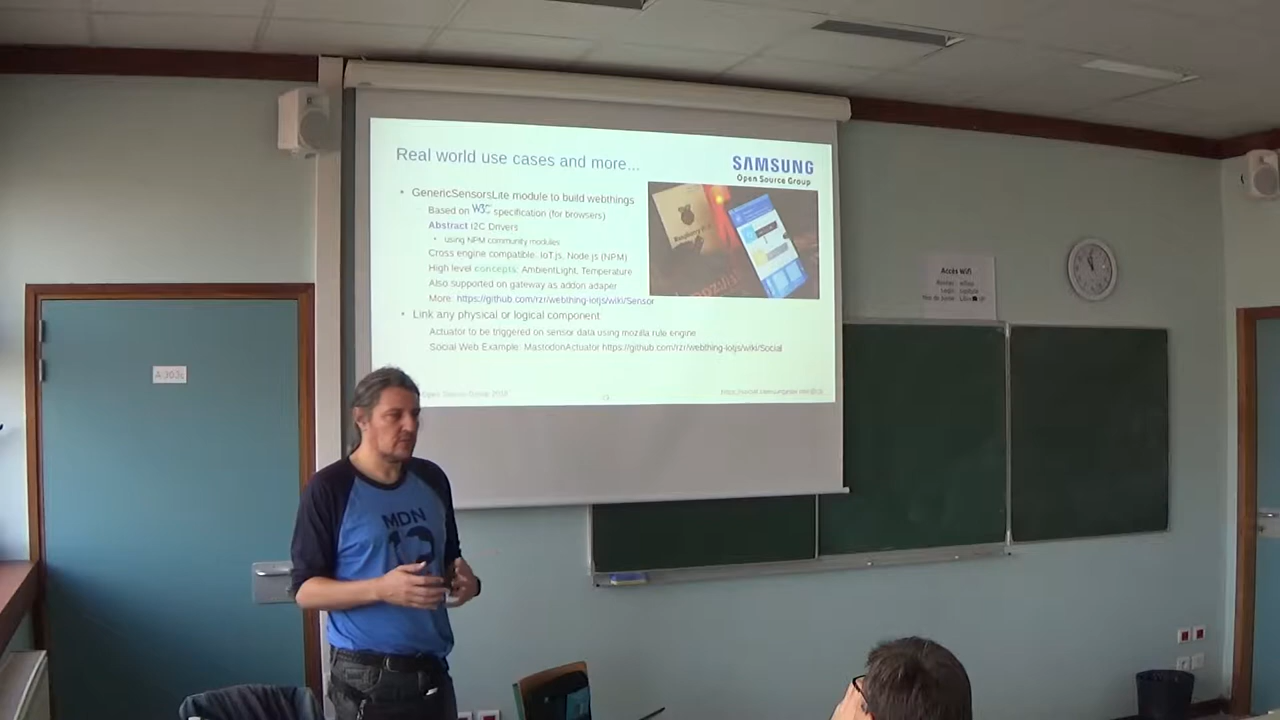 Real world use cases and more...
SAMSUNG
Open Source Group
GenericSensorsLite module to build webthings
Based on W3C specification (for browsers)
Abstract I2C Drivers
using NPM community modules
Cross engine compatible: IoT.js, Node.js (NPM)
High level concepts: AmbientLight, Temperature
Also supported on gateway as addon adapter
More: https://github.com/rzr/webthing-iotjs/wiki/Sensor
Link any physical or logical component
Actuator to be triggered on sensor data using mozilla rule engine
Social Web Example: MastodonActuator https://github.com/rzr/webthing-iotjs/wiki/Social
Open Source Group
Accès Wifi
A 303
MDN